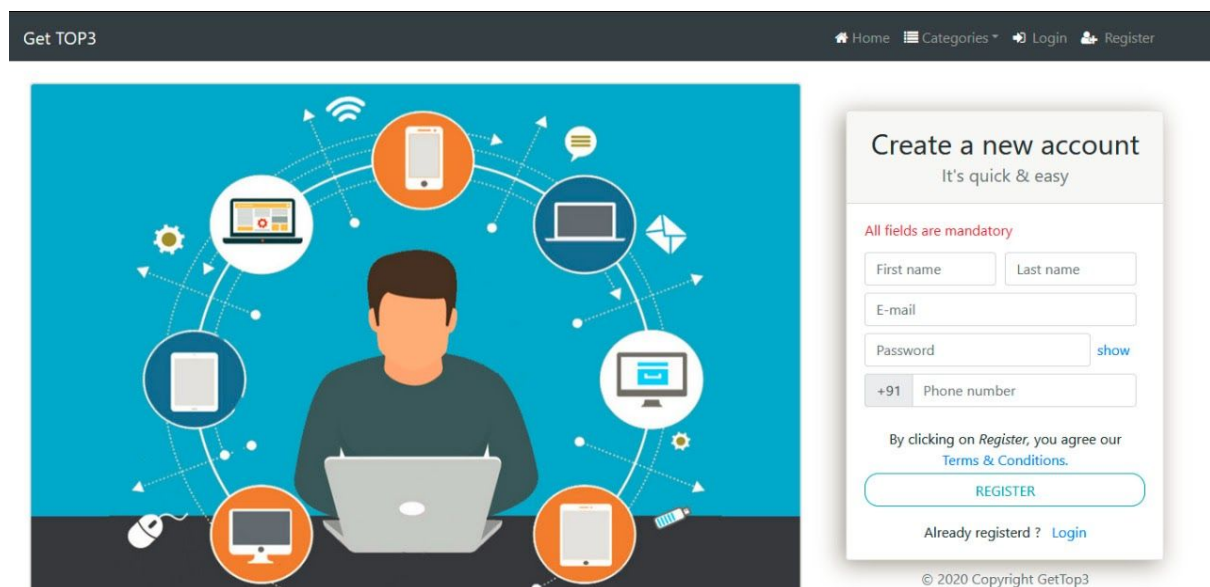 Get TOP3
Home Categories Login Register
Create a new account
It's quick & easy
All fields are mandatory
First name Last name
E-mail
Password show
+91 Phone number
By clicking on Register, you agree our
Terms & Conditions.
REGISTER
Already registerd ? Login
© 2020 Copyright GetTop3